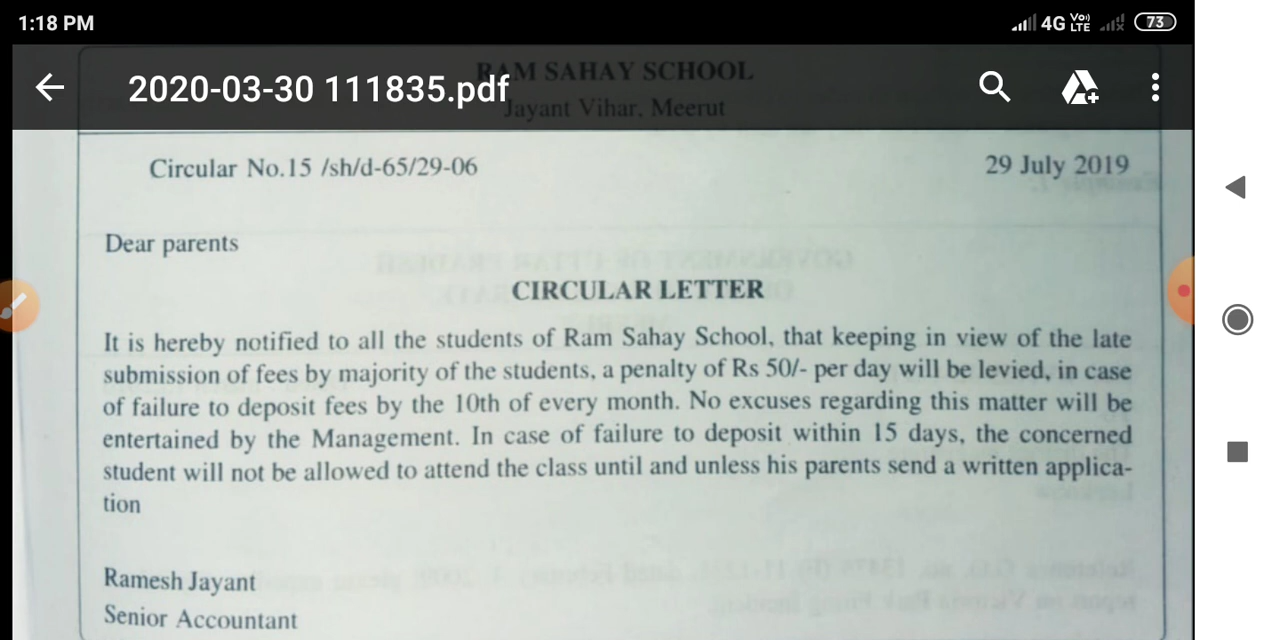 1:18 PM
4G Vo) LTE 73
2020-03-30 111835.pdf
RAM SAHAY SCHOOL
Jayant Vihar, Meerut
Circular No.15 /sh/d-65/29-06
29 July 2019
Dear parents
CIRCULAR LETTER
It is hereby notified to all the students of Ram Sahay School, that keeping in view of the late
submission of fees by majority of the students, a penalty of Rs 50/- per day will be levied, in case
of failure to deposit fees by the 10th of every month. No excuses regarding this matter will be
entertained by the Management. In case of failure to deposit within 15 days, the concerned
student will not be allowed to attend the class until and unless his parents send a written applica-
tion
Ramesh Jayant
Senior Accountant